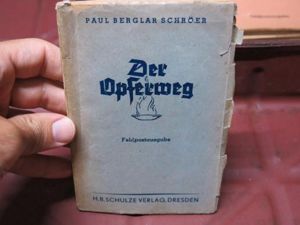 PAUL BERGLAR SCHRÖER
Der
Opferweg
Feldpostausgabe
H.B. SCHULZE VERLAG, DRESDEN